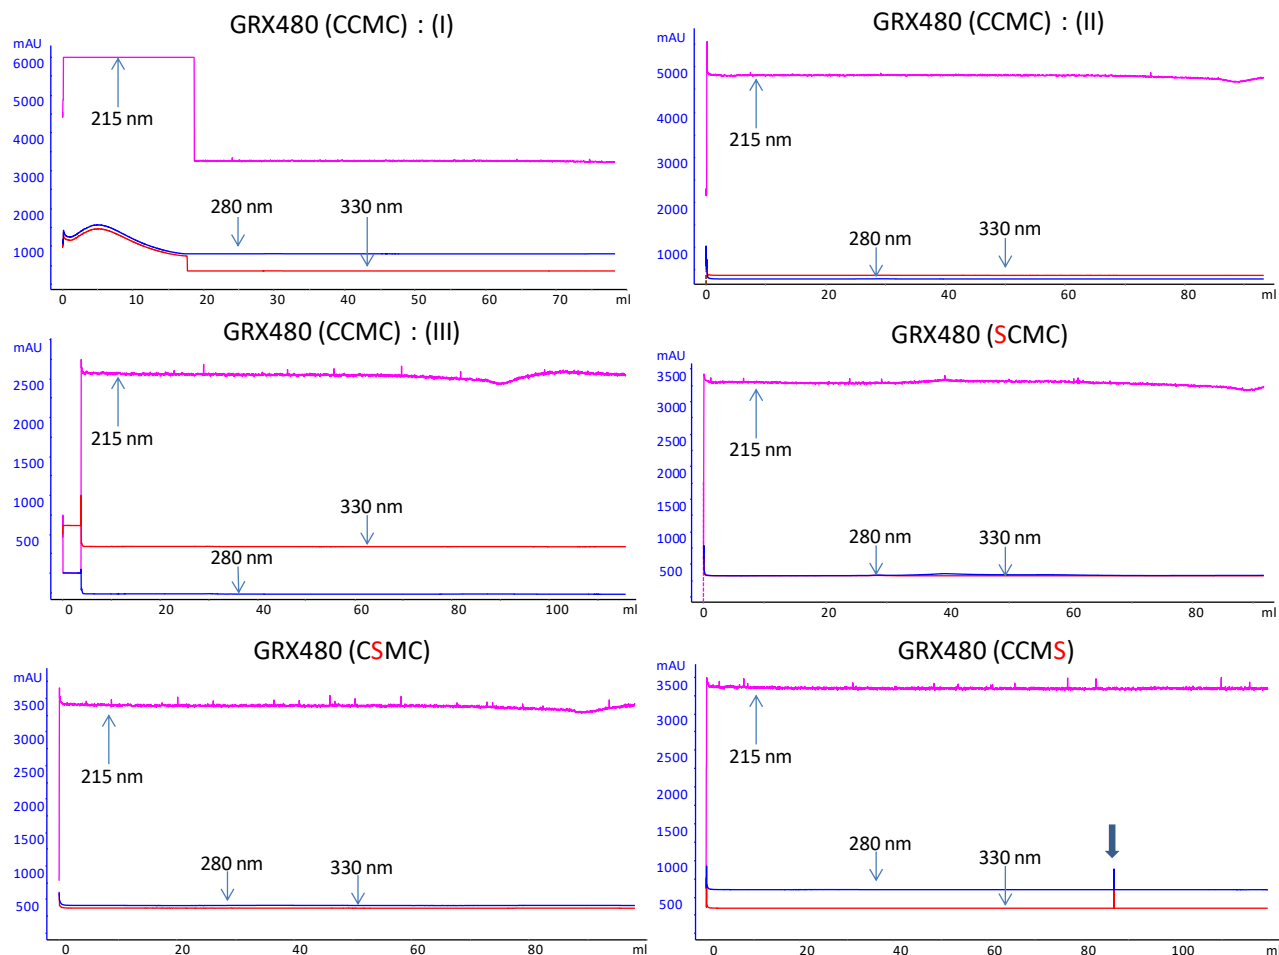 GRX480 (CCMC) : (I)
mAU
6000
5000
4000
3000
2000
1000
215 nm
280 nm
330 nm
0
10
20
30
40
50
60
70
ml
GRX480 (CCMC) : (II)
mAU
5000
4000
3000
2000
1000
215 nm
280 nm
330 nm
0
20
40
60
80
ml
GRX480 (CCMC) : (III)
mAU
2500
2000
1500
1000
500
215 nm
330 nm
280 nm
0
20
40
60
80
100
ml
GRX480 (SCMC)
mAU
3500
3000
2500
2000
1500
1000
500
215 nm
280 nm
330 nm
0
20
40
60
80
ml
GRX480 (CSMC)
mAU
3500
3000
2500
2000
1500
1000
500
215 nm
280 nm
330 nm
0
20
40
60
80
ml
GRX480 (CCMS)
mAU
3500
3000
2500
2000
1500
1000
500
215 nm
280 nm
330 nm
0
20
40
60
80
100
ml